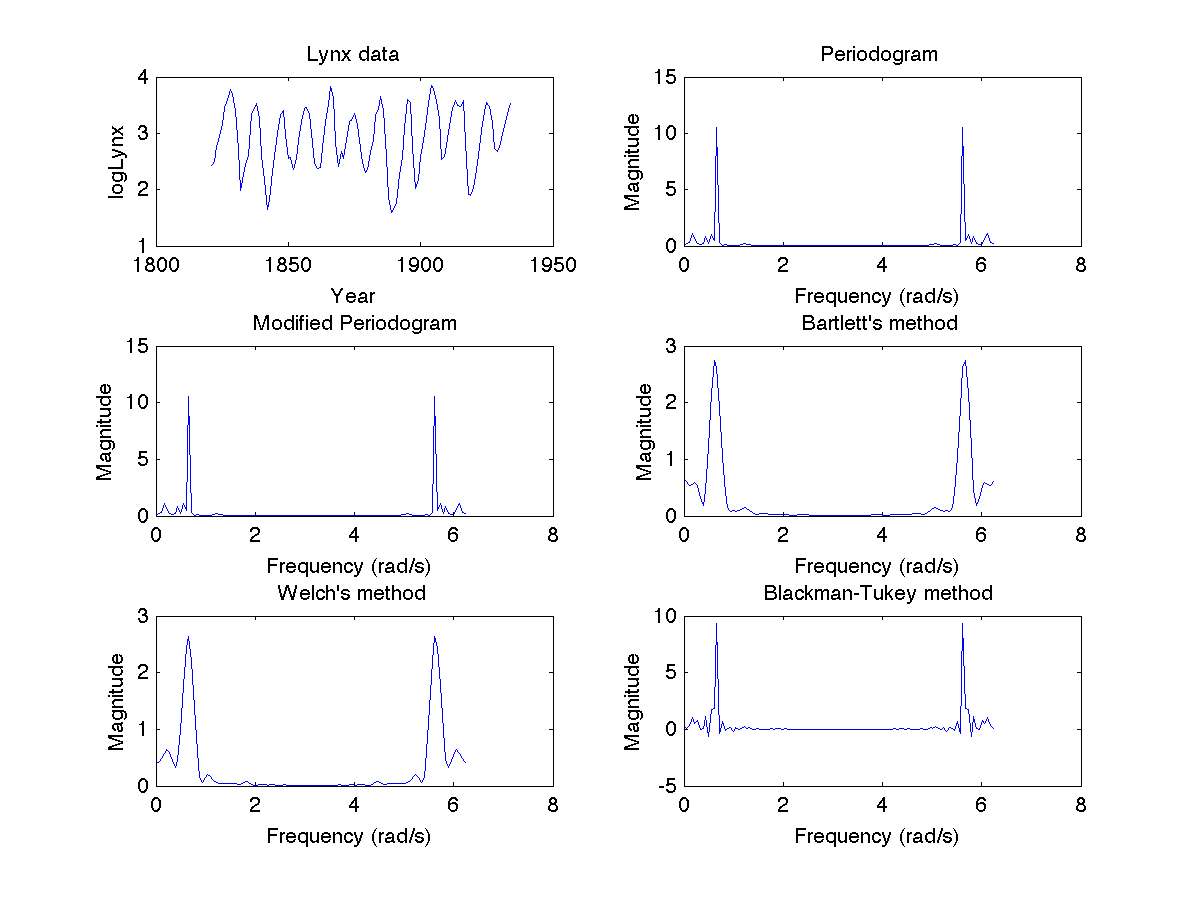 Lynx data
4
3
2
1
logLynx
1800
1850
1900
1950
Year
Periodogram
15
10
5
0
Magnitude
0
2
4
6
8
Frequency (rad/s)
Modified Periodogram
15
10
5
0
Magnitude
0
2
4
6
8
Frequency (rad/s)
Bartlett's method
3
2
1
0
Magnitude
0
2
4
6
8
Frequency (rad/s)
Welch's method
3
2
1
0
Magnitude
0
2
4
6
8
Frequency (rad/s)
Blackman-Tukey method
10
5
0
-5
Magnitude
0
2
4
6
8
Frequency (rad/s)